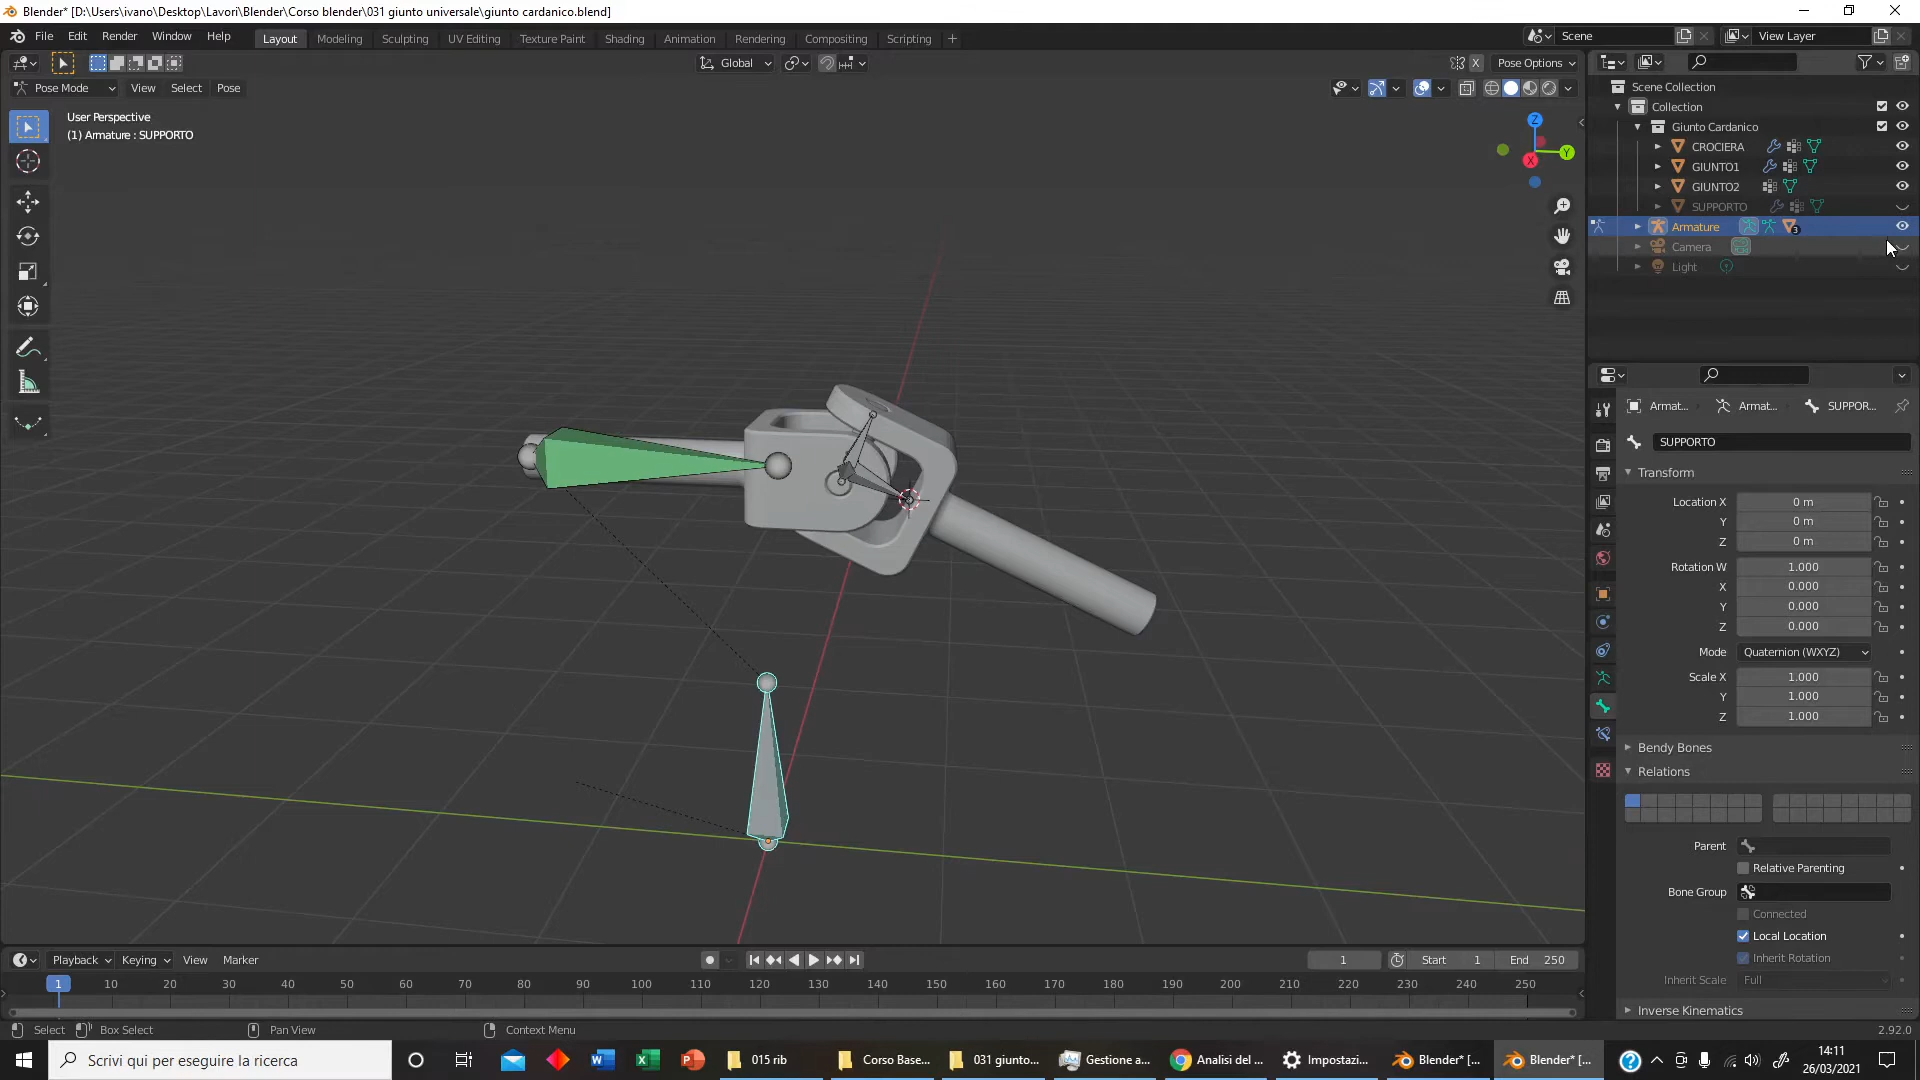 Blender* [D:\Users\ivano\Desktop\Lavori\Blender\Corso blender\031 giunto universale\giunto cardanico.blend]
File Edit Render Window Help
Layout Modeling Sculpting UV Editing Texture Paint Shading Animation Rendering Compositing Scripting +
Scene View Layer
Global X Pose Options
Pose Mode View Select Pose
User Perspective
(1) Armature : SUPPORTO
Z
Y
X
Scene Collection
Collection
Giunto Cardanico
CROCIERA
GIUNTO1
GIUNTO2
SUPPORTO
Armature 3
Camera
Light
Armat... Armat... SUPPOR...
SUPPORTO
Transform
Location X 0 m
Y 0 m
Z 0 m
Rotation W 1.000
X 0.000
Y 0.000
Z 0.000
Mode Quaternion (WXYZ)
Scale X 1.000
Y 1.000
Z 1.000
Bendy Bones
Relations
Parent
Relative Parenting
Bone Group
Connected
Local Location
Inherit Rotation
Inherit Scale Full
Inverse Kinematics
Playback Keying View Marker
1 Start 1 End 250
1 10 20 30 40 50 60 70 80 90 100 110 120 130 140 150 160 170 180 190 200 210 220 230 240 250
Select Box Select Pan View Context Menu 2.92.0
Scrivi qui per eseguire la ricerca
015 rib Corso Base... 031 giunto... Gestione a... Analisi del ... Impostazi... Blender* [... Blender* [...
14:11
26/03/2021